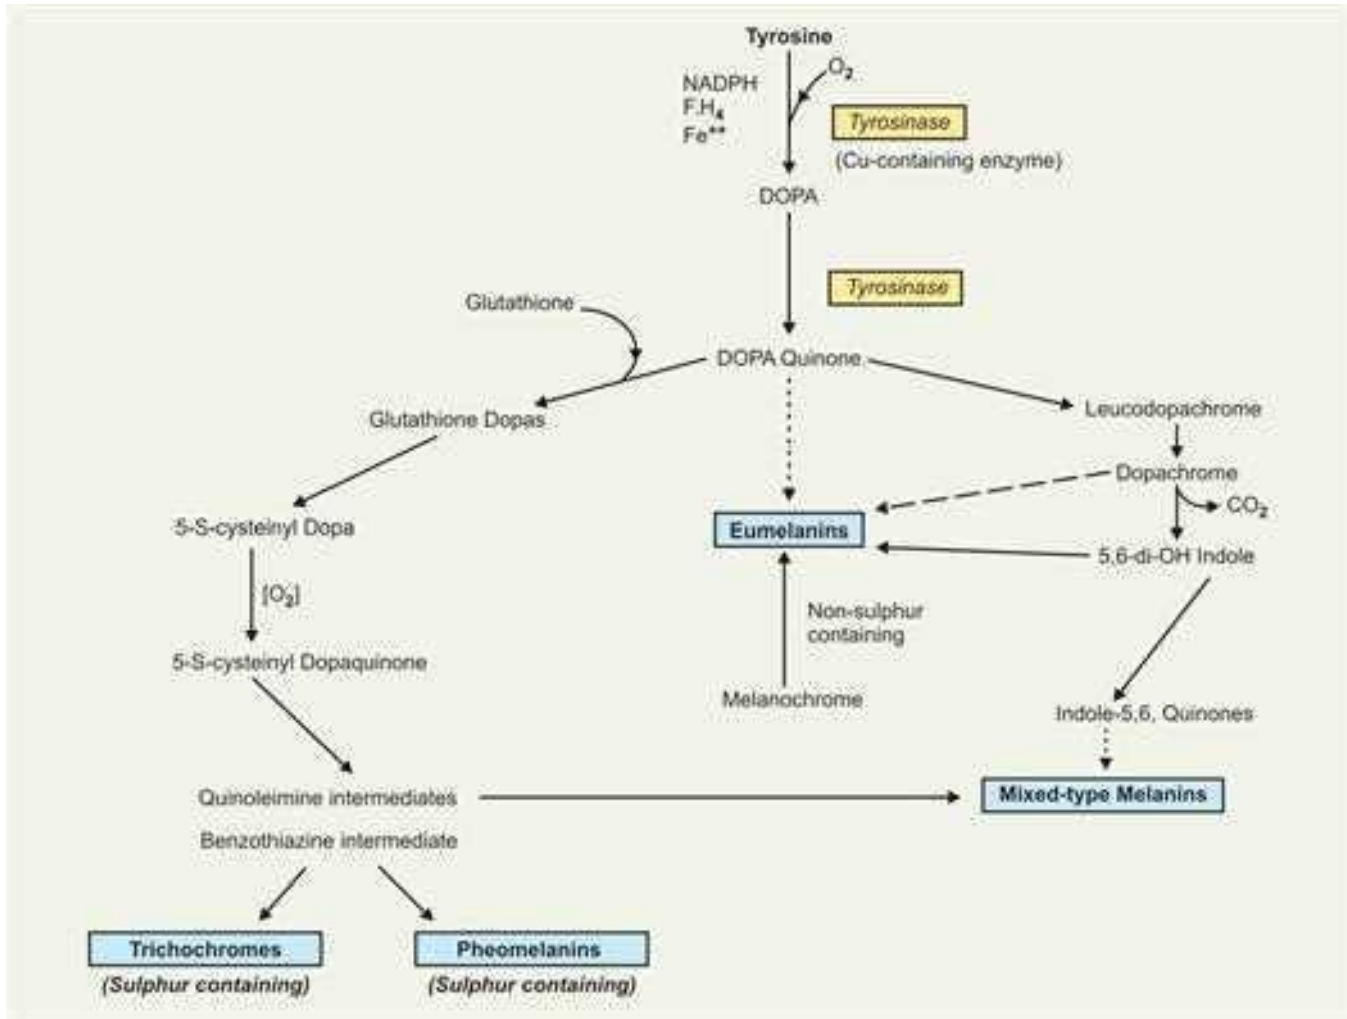 Tyrosine
O₂
NADPH
F.H₄
Fe⁺⁺
Tyrosinase
(Cu-containing enzyme)
DOPA
Tyrosinase
Glutathione
DOPA Quinone
Leucodopachrome
Glutathione Dopas
Dopachrome
CO₂
5-S-cysteinyl Dopa
Eumelanins
5,6-di-OH Indole
[O₂]
Non-sulphur
containing
5-S-cysteinyl Dopaquinone
Melanochrome
Indole-5,6, Quinones
Quinoleimine intermediates
Mixed-type Melanins
Benzothiazine intermediate
Trichochromes
(Sulphur containing)
Pheomelanins
(Sulphur containing)